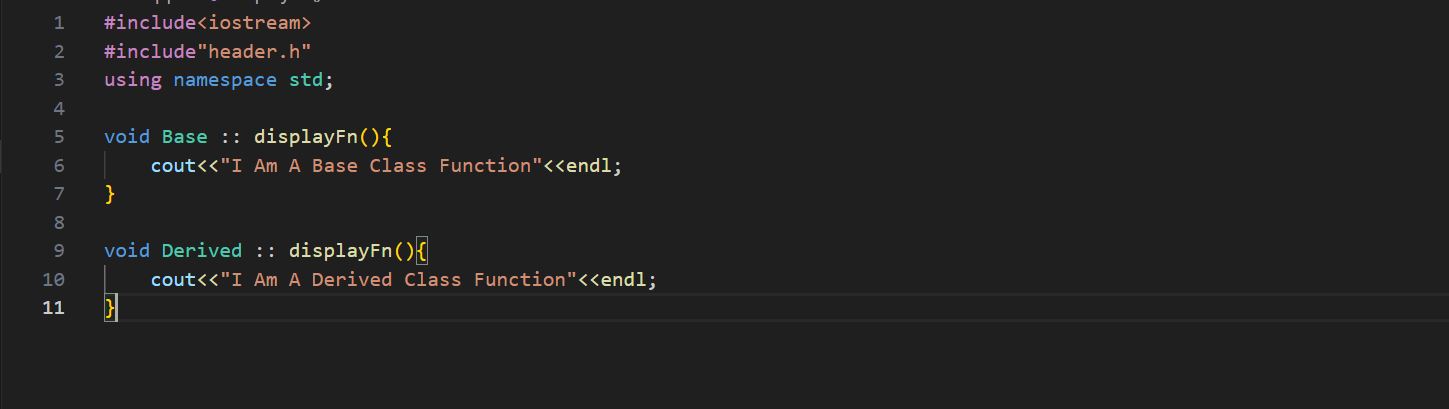 1 #include<iostream>
2 #include"header.h"
3 using namespace std;
4
5 void Base :: displayFn(){
6     cout<<"I Am A Base Class Function"<<endl;
7 }
8
9 void Derived :: displayFn(){
10     cout<<"I Am A Derived Class Function"<<endl;
11 }